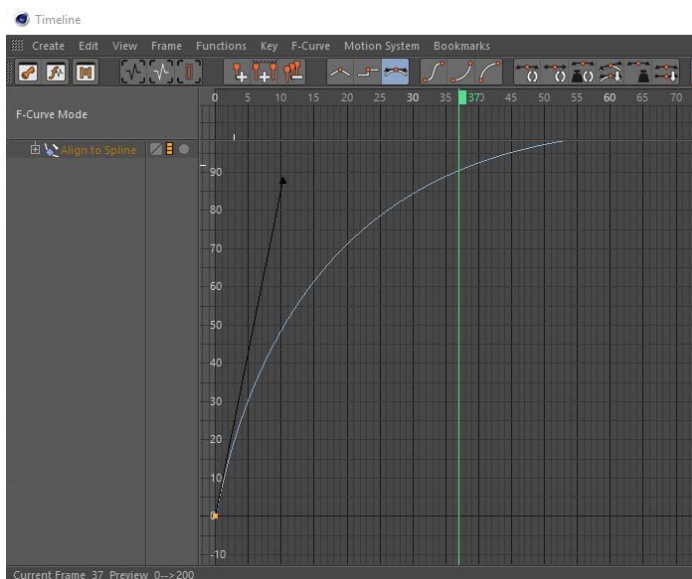 Timeline
Create Edit View Frame Functions Key F-Curve Motion System Bookmarks
F-Curve Mode
0 5 10 15 20 25 30 35 37 45 50 55 60 65 70
Align to Spline
90
80
70
60
50
40
30
20
10
0
-10
Current Frame 37 Preview 0-->200